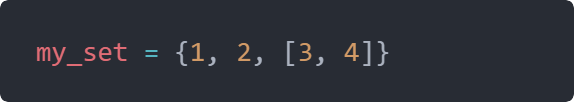 my_set = {1, 2, [3, 4]}